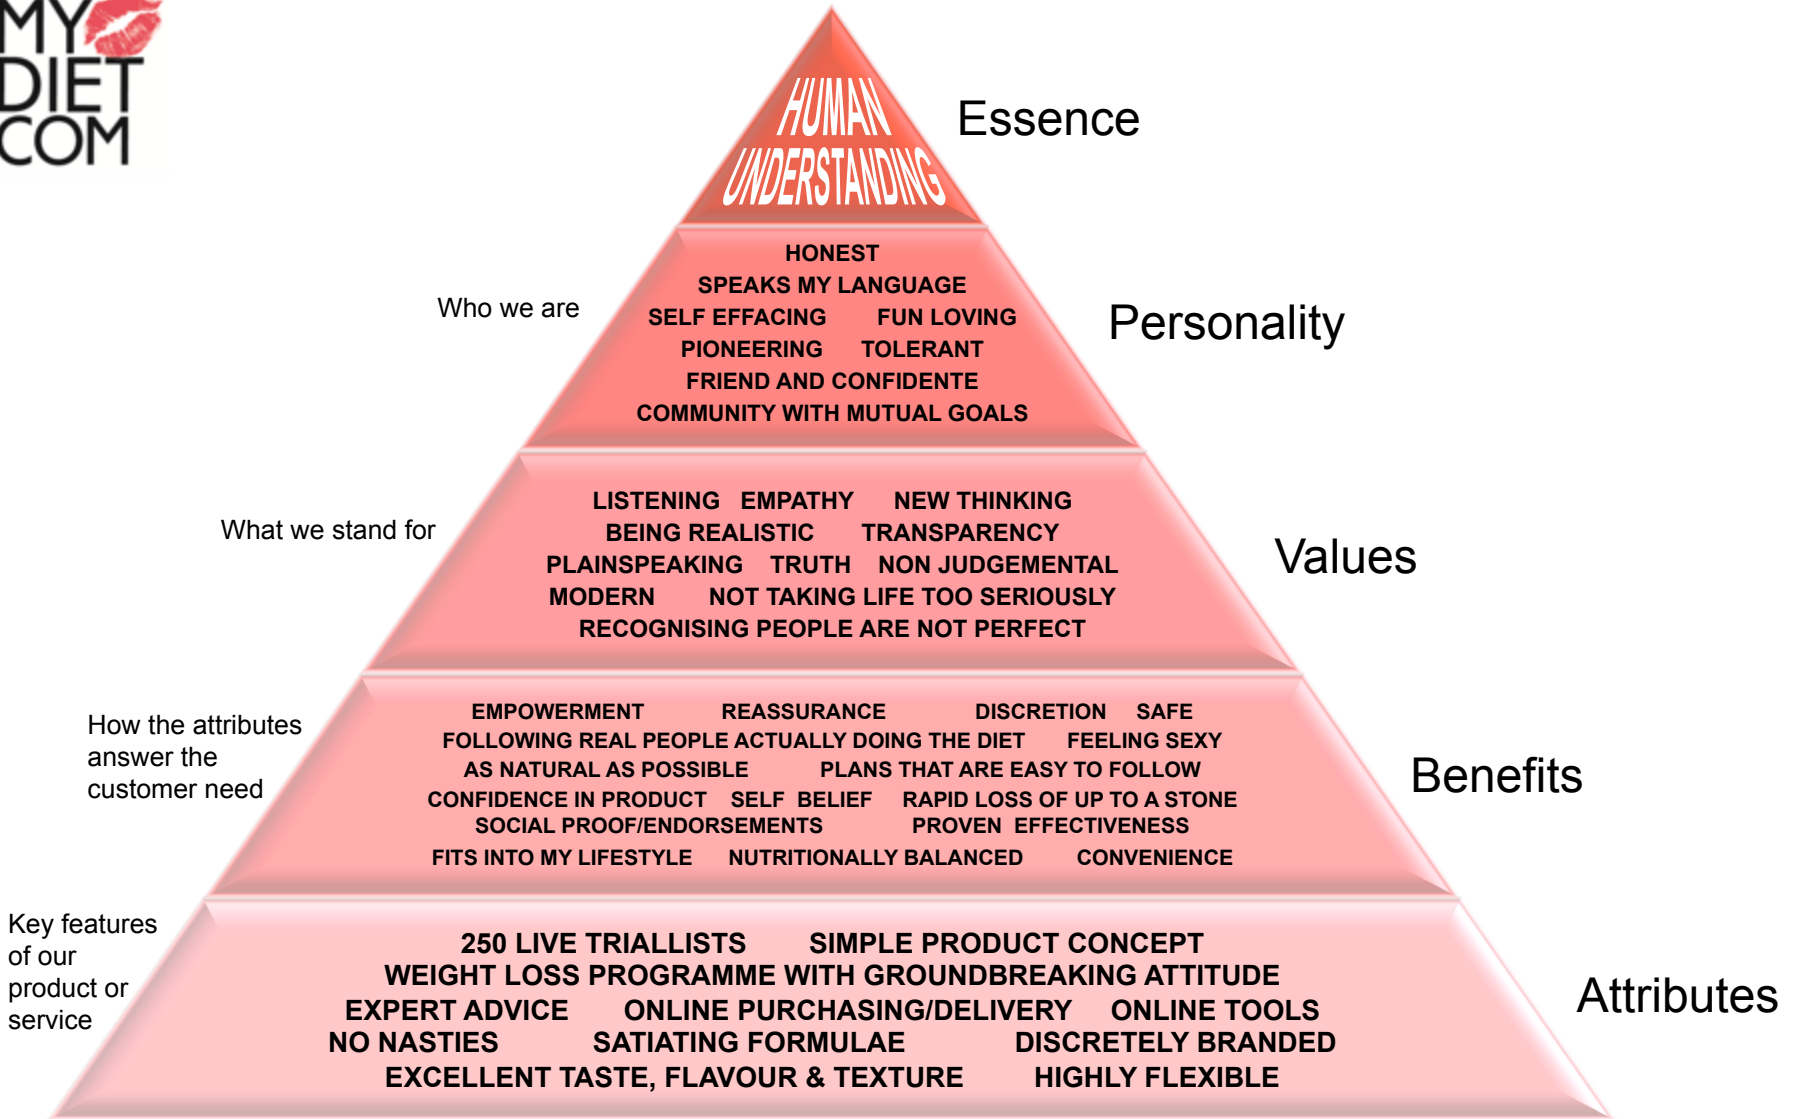 MY
DIET
COM
HUMAN
UNDERSTANDING
Essence
HONEST
SPEAKS MY LANGUAGE
SELF EFFACING FUN LOVING
PIONEERING TOLERANT
FRIEND AND CONFIDENTE
COMMUNITY WITH MUTUAL GOALS
Who we are
Personality
LISTENING EMPATHY NEW THINKING
BEING REALISTIC TRANSPARENCY
PLAINSPEAKING TRUTH NON JUDGEMENTAL
MODERN NOT TAKING LIFE TOO SERIOUSLY
RECOGNISING PEOPLE ARE NOT PERFECT
What we stand for
Values
How the attributes
answer the
customer need
EMPOWERMENT REASSURANCE DISCRETION SAFE
FOLLOWING REAL PEOPLE ACTUALLY DOING THE DIET FEELING SEXY
AS NATURAL AS POSSIBLE PLANS THAT ARE EASY TO FOLLOW
CONFIDENCE IN PRODUCT SELF BELIEF RAPID LOSS OF UP TO A STONE
SOCIAL PROOF/ENDORSEMENTS PROVEN EFFECTIVENESS
FITS INTO MY LIFESTYLE NUTRITIONALLY BALANCED CONVENIENCE
Benefits
Key features
of our
product or
service
250 LIVE TRIALLISTS SIMPLE PRODUCT CONCEPT
WEIGHT LOSS PROGRAMME WITH GROUNDBREAKING ATTITUDE
EXPERT ADVICE ONLINE PURCHASING/DELIVERY ONLINE TOOLS
NO NASTIES SATIATING FORMULAE DISCRETELY BRANDED
EXCELLENT TASTE, FLAVOUR & TEXTURE HIGHLY FLEXIBLE
Attributes